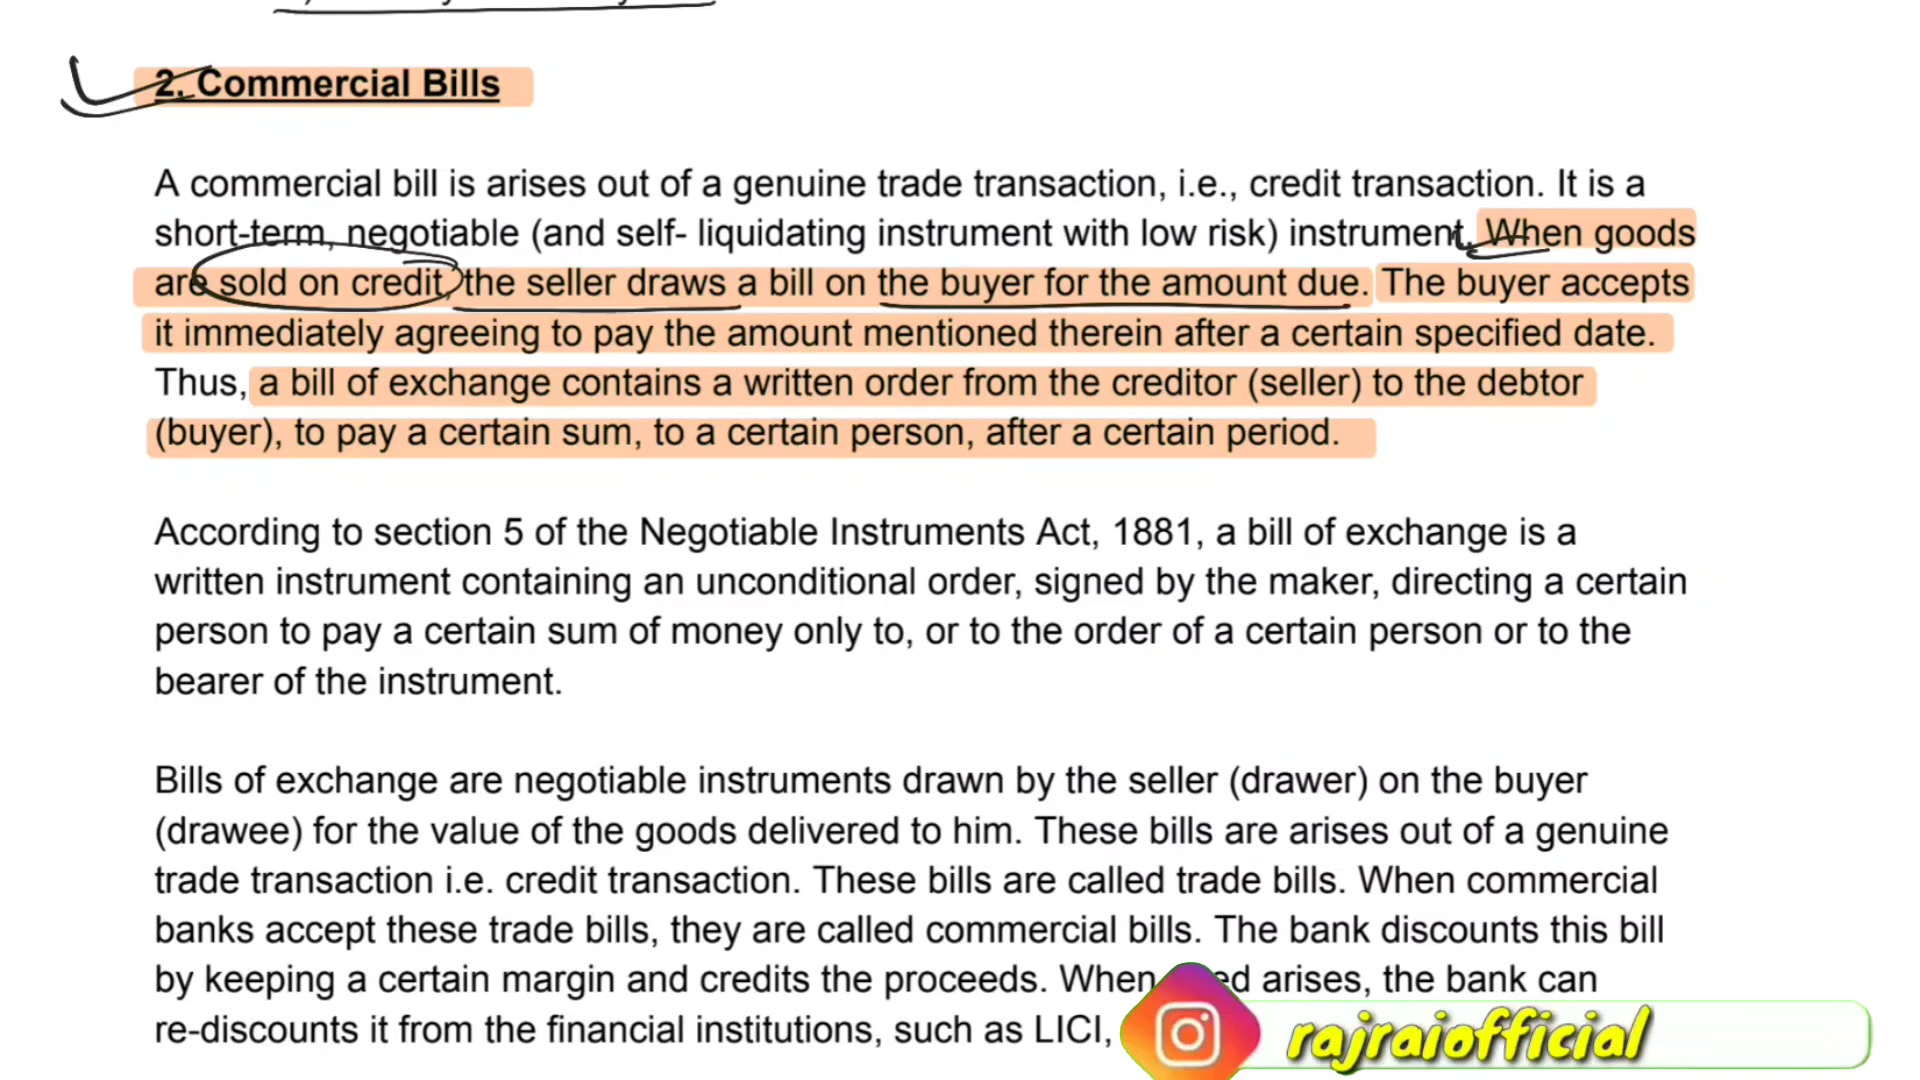 2. Commercial Bills
A commercial bill is arises out of a genuine trade transaction, i.e., credit transaction. It is a
short-term, negotiable (and self- liquidating instrument with low risk) instrument. When goods
are sold on credit, the seller draws a bill on the buyer for the amount due. The buyer accepts
it immediately agreeing to pay the amount mentioned therein after a certain specified date.
Thus, a bill of exchange contains a written order from the creditor (seller) to the debtor
(buyer), to pay a certain sum, to a certain person, after a certain period.
According to section 5 of the Negotiable Instruments Act, 1881, a bill of exchange is a
written instrument containing an unconditional order, signed by the maker, directing a certain
person to pay a certain sum of money only to, or to the order of a certain person or to the
bearer of the instrument.
Bills of exchange are negotiable instruments drawn by the seller (drawer) on the buyer
(drawee) for the value of the goods delivered to him. These bills are arises out of a genuine
trade transaction i.e. credit transaction. These bills are called trade bills. When commercial
banks accept these trade bills, they are called commercial bills. The bank discounts this bill
by keeping a certain margin and credits the proceeds. When arises, the bank can
re-discounts it from the financial institutions, such as LICI,
rajraiofficial